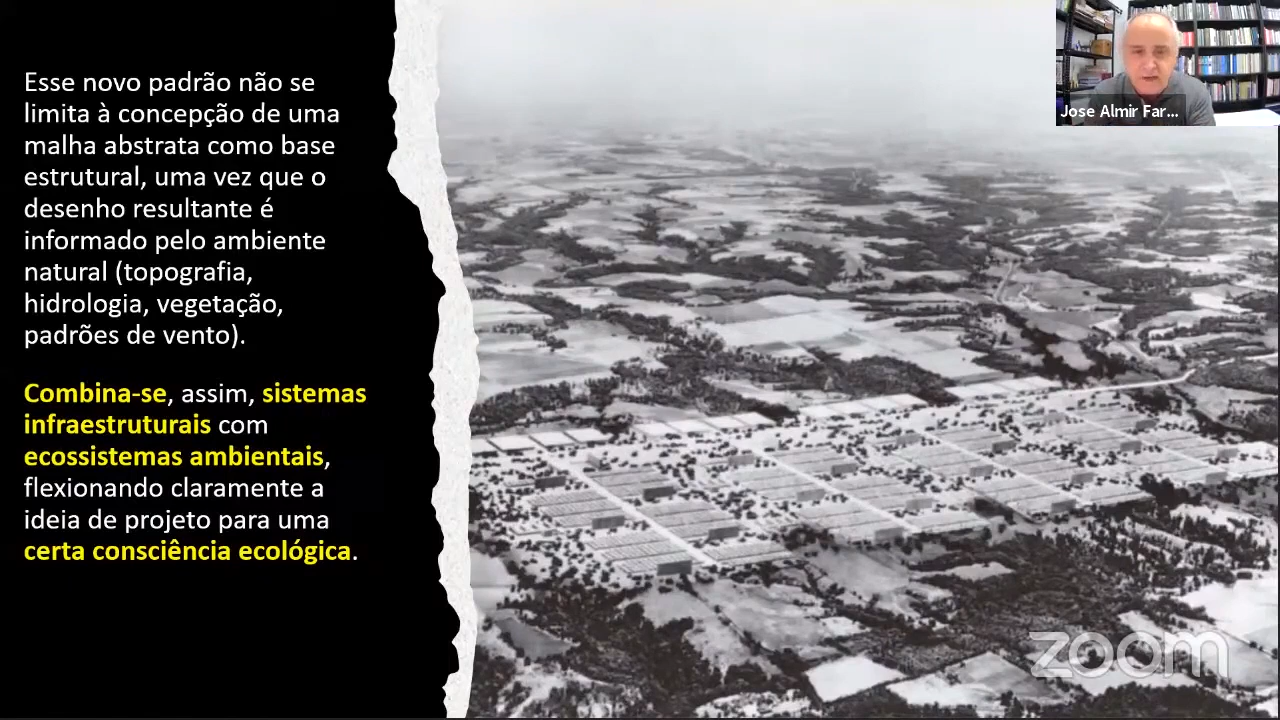 Esse novo padrão não se
limita à concepção de uma
malha abstrata como base
estrutural, uma vez que o
desenho resultante é
informado pelo ambiente
natural (topografia,
hidrologia, vegetação,
padrões de vento).
Combina-se, assim, sistemas
infraestruturais com
ecossistemas ambientais,
flexionando claramente a
ideia de projeto para uma
certa consciência ecológica.
Jose Almir Far...
zoom